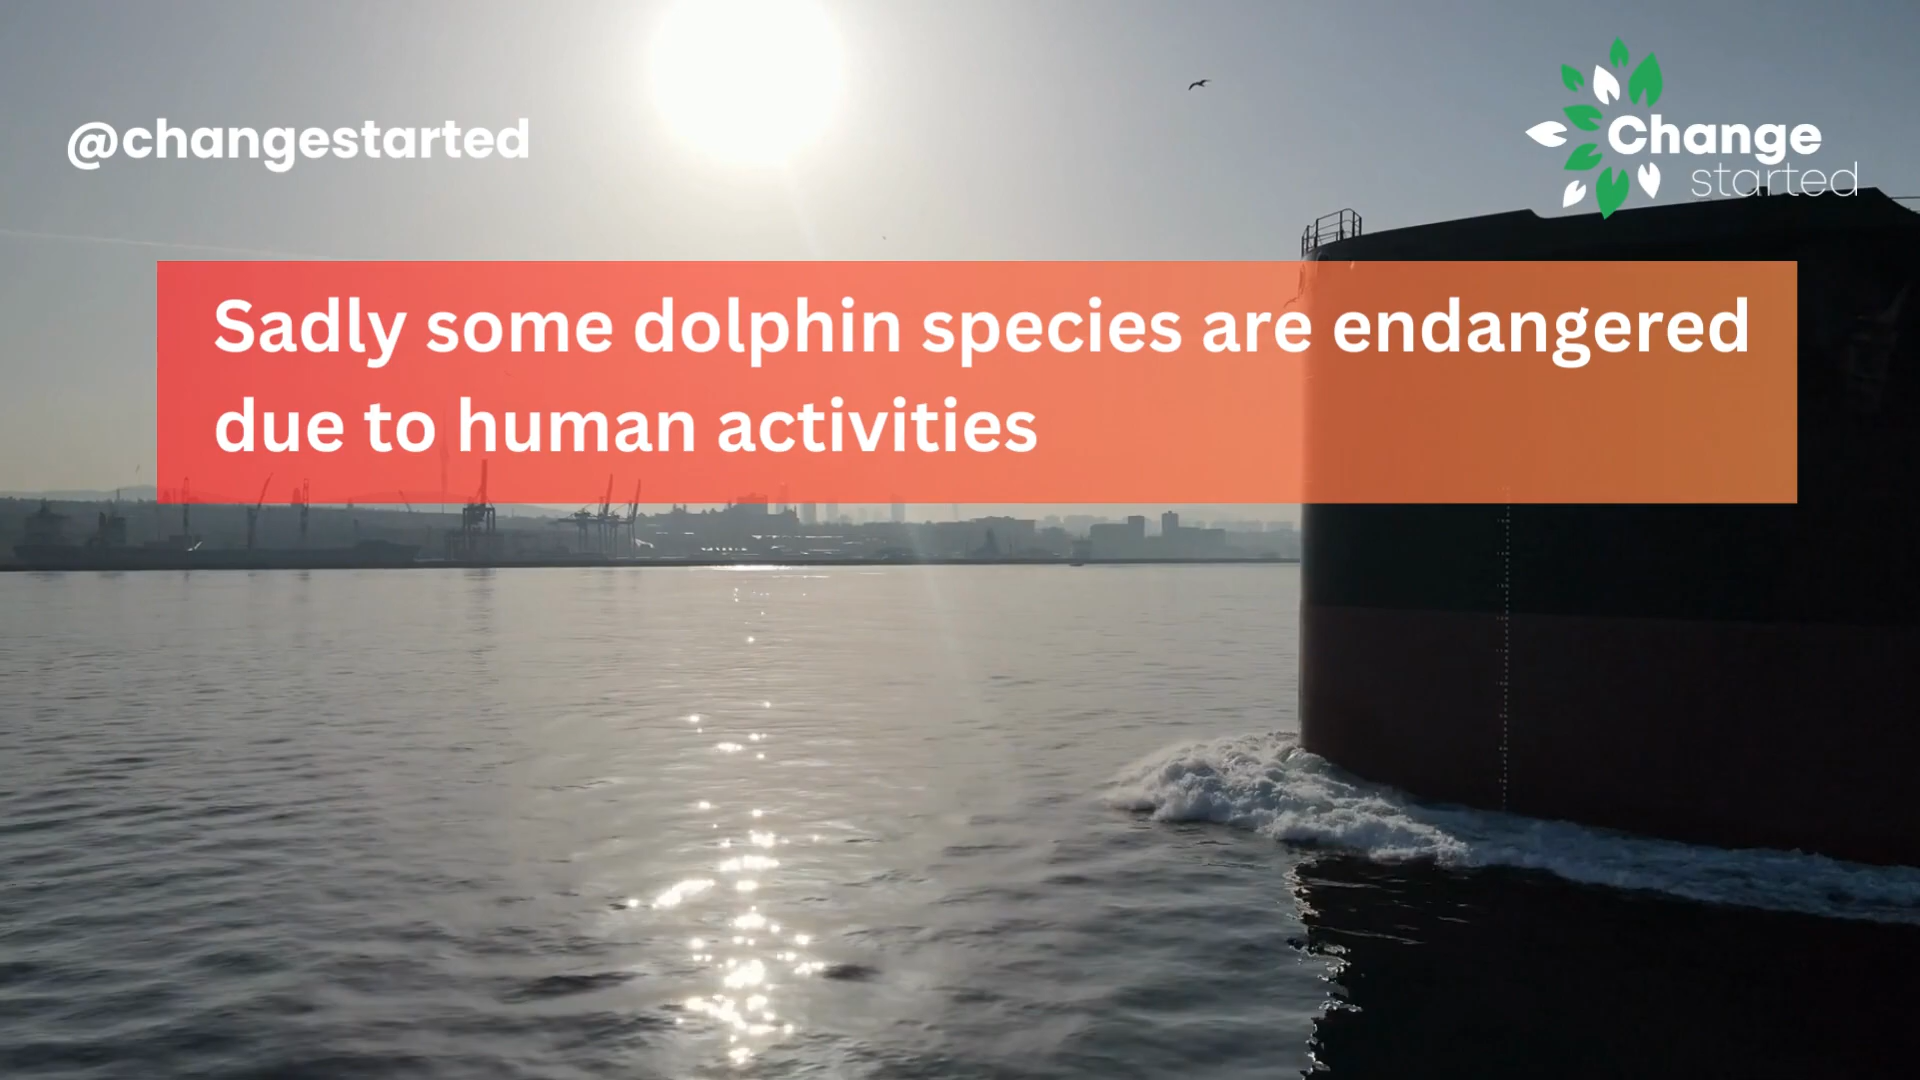 @changestarted
Change
started
Sadly some dolphin species are endangered
due to human activities